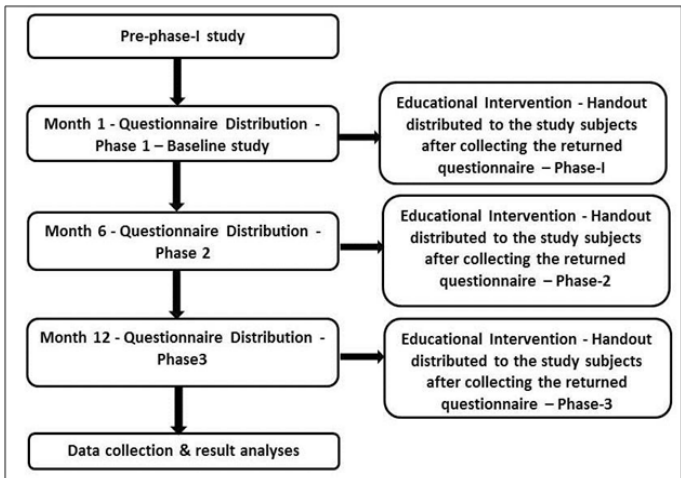 Pre-phase-I study
Month 1 - Questionnaire Distribution -
Phase 1 – Baseline study
Educational Intervention - Handout
distributed to the study subjects
after collecting the returned
questionnaire – Phase-I
Month 6 - Questionnaire Distribution -
Phase 2
Educational Intervention - Handout
distributed to the study subjects
after collecting the returned
questionnaire – Phase-2
Month 12 - Questionnaire Distribution -
Phase3
Educational Intervention - Handout
distributed to the study subjects
after collecting the returned
questionnaire – Phase-3
Data collection & result analyses